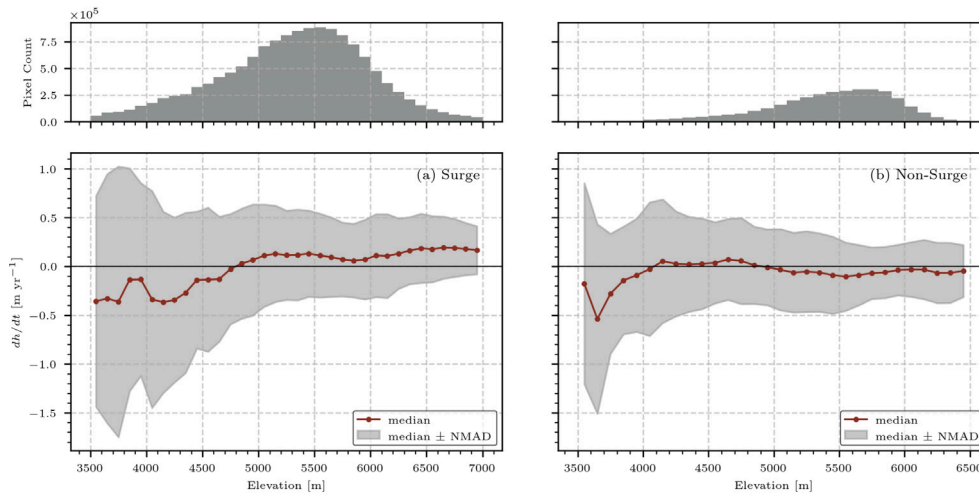 ×10⁵
7.5
5.0
2.5
0.0
Pixel Count
(a) Surge
(b) Non-Surge
1.0
0.5
0.0
−0.5
−1.0
−1.5
dh/dt [m yr⁻¹]
median
median ± NMAD
median
median ± NMAD
3500 4000 4500 5000 5500 6000 6500 7000
3500 4000 4500 5000 5500 6000 6500
Elevation [m]
Elevation [m]